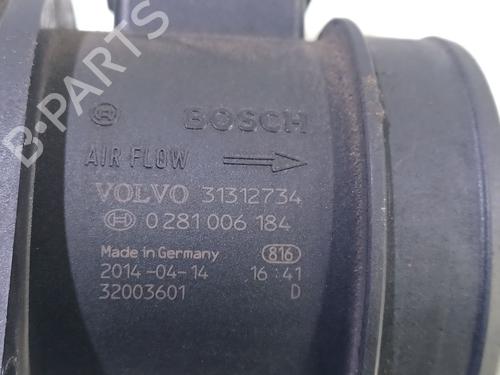 BOSCH
AIR FLOW
VOLVO 31312734
0 281 006 184
Made in Germany 816
2014-04-14 16:41
32003601 D
B-PARTS